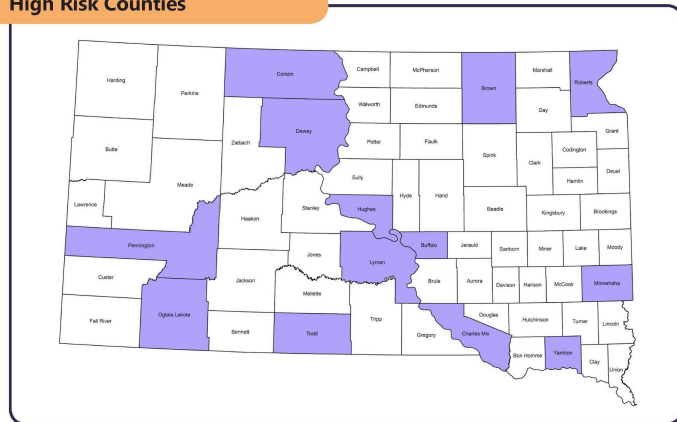 High Risk Counties
Harding
Perkins
Corson
Campbell
McPherson
Brown
Marshall
Roberts
Walworth
Edmunds
Day
Dewey
Ziebach
Butte
Potter
Faulk
Spink
Grant
Codington
Clark
Deuel
Hamlin
Meade
Sully
Hyde
Hand
Lawrence
Stanley
Hughes
Haakon
Beadle
Kingsbury
Brookings
Pennington
Buffalo
Jerauld
Sanborn
Miner
Lake
Moody
Jones
Lyman
Custer
Jackson
Brule
Aurora
Davison
Hanson
McCook
Minnehaha
Mellette
Fall River
Oglala Lakota
Bennett
Todd
Tripp
Gregory
Charles Mix
Douglas
Hutchinson
Turner
Lincoln
Bon Homme
Yankton
Clay
Union